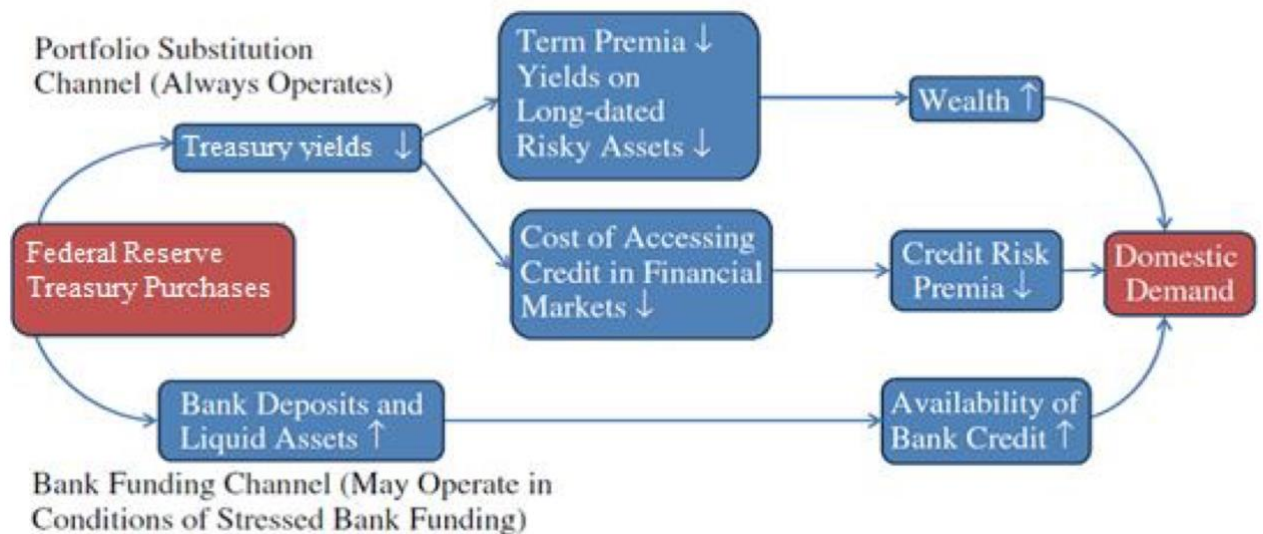 Portfolio Substitution
Channel (Always Operates)
Term Premia ↓
Yields on
Long-dated
Risky Assets ↓
Wealth ↑
Treasury yields ↓
Federal Reserve
Treasury Purchases
Cost of Accessing
Credit in Financial
Markets ↓
Credit Risk
Premia ↓
Domestic
Demand
Bank Deposits and
Liquid Assets ↑
Availability of
Bank Credit ↑
Bank Funding Channel (May Operate in
Conditions of Stressed Bank Funding)